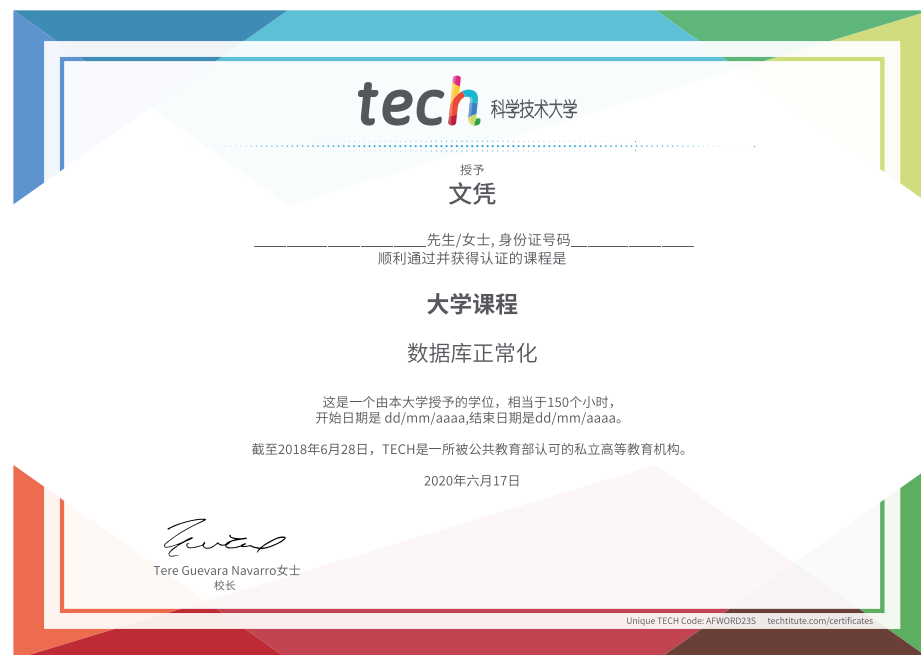 tech 科学技术大学
授予
文凭
____________________先生/女士, 身份证号码______________
顺利通过并获得认证的课程是
大学课程
数据库正常化
这是一个由本大学授予的学位，相当于150个小时，
开始日期是 dd/mm/aaaa,结束日期是dd/mm/aaaa。
截至2018年6月28日，TECH是一所被公共教育部认可的私立高等教育机构。
2020年六月17日
Tere Guevara Navarro女士
校长
Unique TECH Code: AFWORD23S techtitute.com/certificates